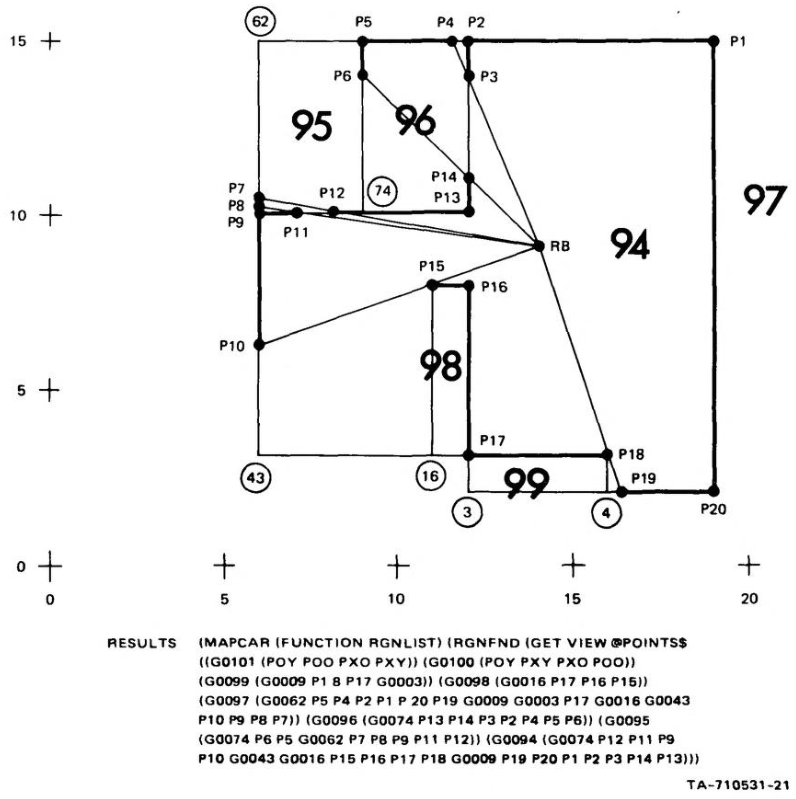 62 P5 P4 P2
15 P1
P6 P3
95 96
P7 P12 74 P14
P8 P13
10 97
P9 P11 RB 94
P15
P16
P10
98
5
P17 P18
43 16 99 P19
3 4 P20
0
0 5 10 15 20
RESULTS (MAPCAR (FUNCTION RGNLIST) (RGNFND (GET VIEW @POINTS$
((G0101 (POY POO PXO PXY)) (G0100 (POY PXY PXO POO))
(G0099 (G0009 P1 8 P17 G0003)) (G0098 (G0016 P17 P16 P15))
(G0097 (G0062 P5 P4 P2 P1 P 20 P19 G0009 G0003 P17 G0016 G0043
P10 P9 P8 P7)) (G0096 (G0074 P13 P14 P3 P2 P4 P5 P6)) (G0095
(G0074 P6 P5 G0062 P7 P8 P9 P11 P12)) (G0094 (G0074 P12 P11 P9
P10 G0043 G0016 P15 P16 P17 P18 G0009 P19 P20 P1 P2 P3 P14 P13)))
TA-710531-21